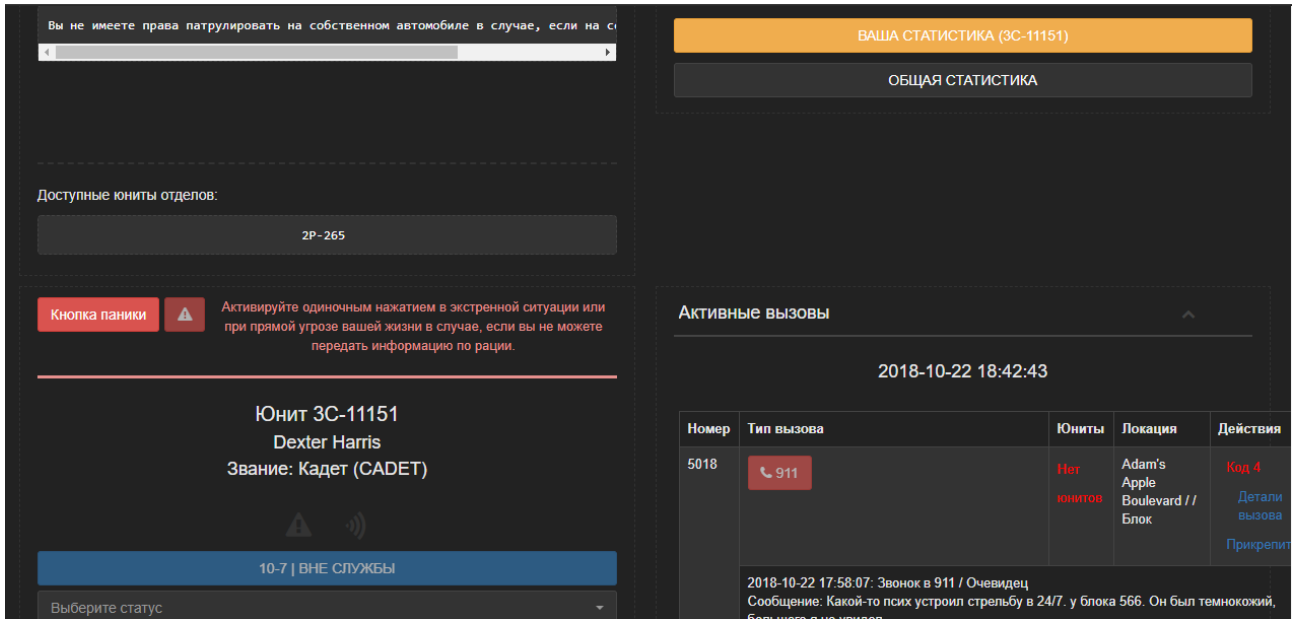 Вы не имеете права патрулировать на собственном автомобиле в случае, если на
ВАША СТАТИСТИКА (3С-11151)
ОБЩАЯ СТАТИСТИКА
Доступные юниты отделов:
2P-265
Кнопка паники
Активируйте одиночным нажатием в экстренной ситуации или
при прямой угрозе вашей жизни в случае, если вы не можете
передать информацию по рации.
Юнит 3С-11151
Dexter Harris
Звание: Кадет (CADET)
10-7 | ВНЕ СЛУЖБЫ
Выберите статус
Активные вызовы
2018-10-22 18:42:43
Номер Тип вызова Юниты Локация Действия
5018 911 Нет Adam's Код 4
юнитов Apple Детали
Boulevard / / вызова
Блок Прикрепит
2018-10-22 17:58:07: Звонок в 911 / Очевидец
Сообщение: Какой-то псих устроил стрельбу в 24/7. у блока 566. Он был темнокожий,